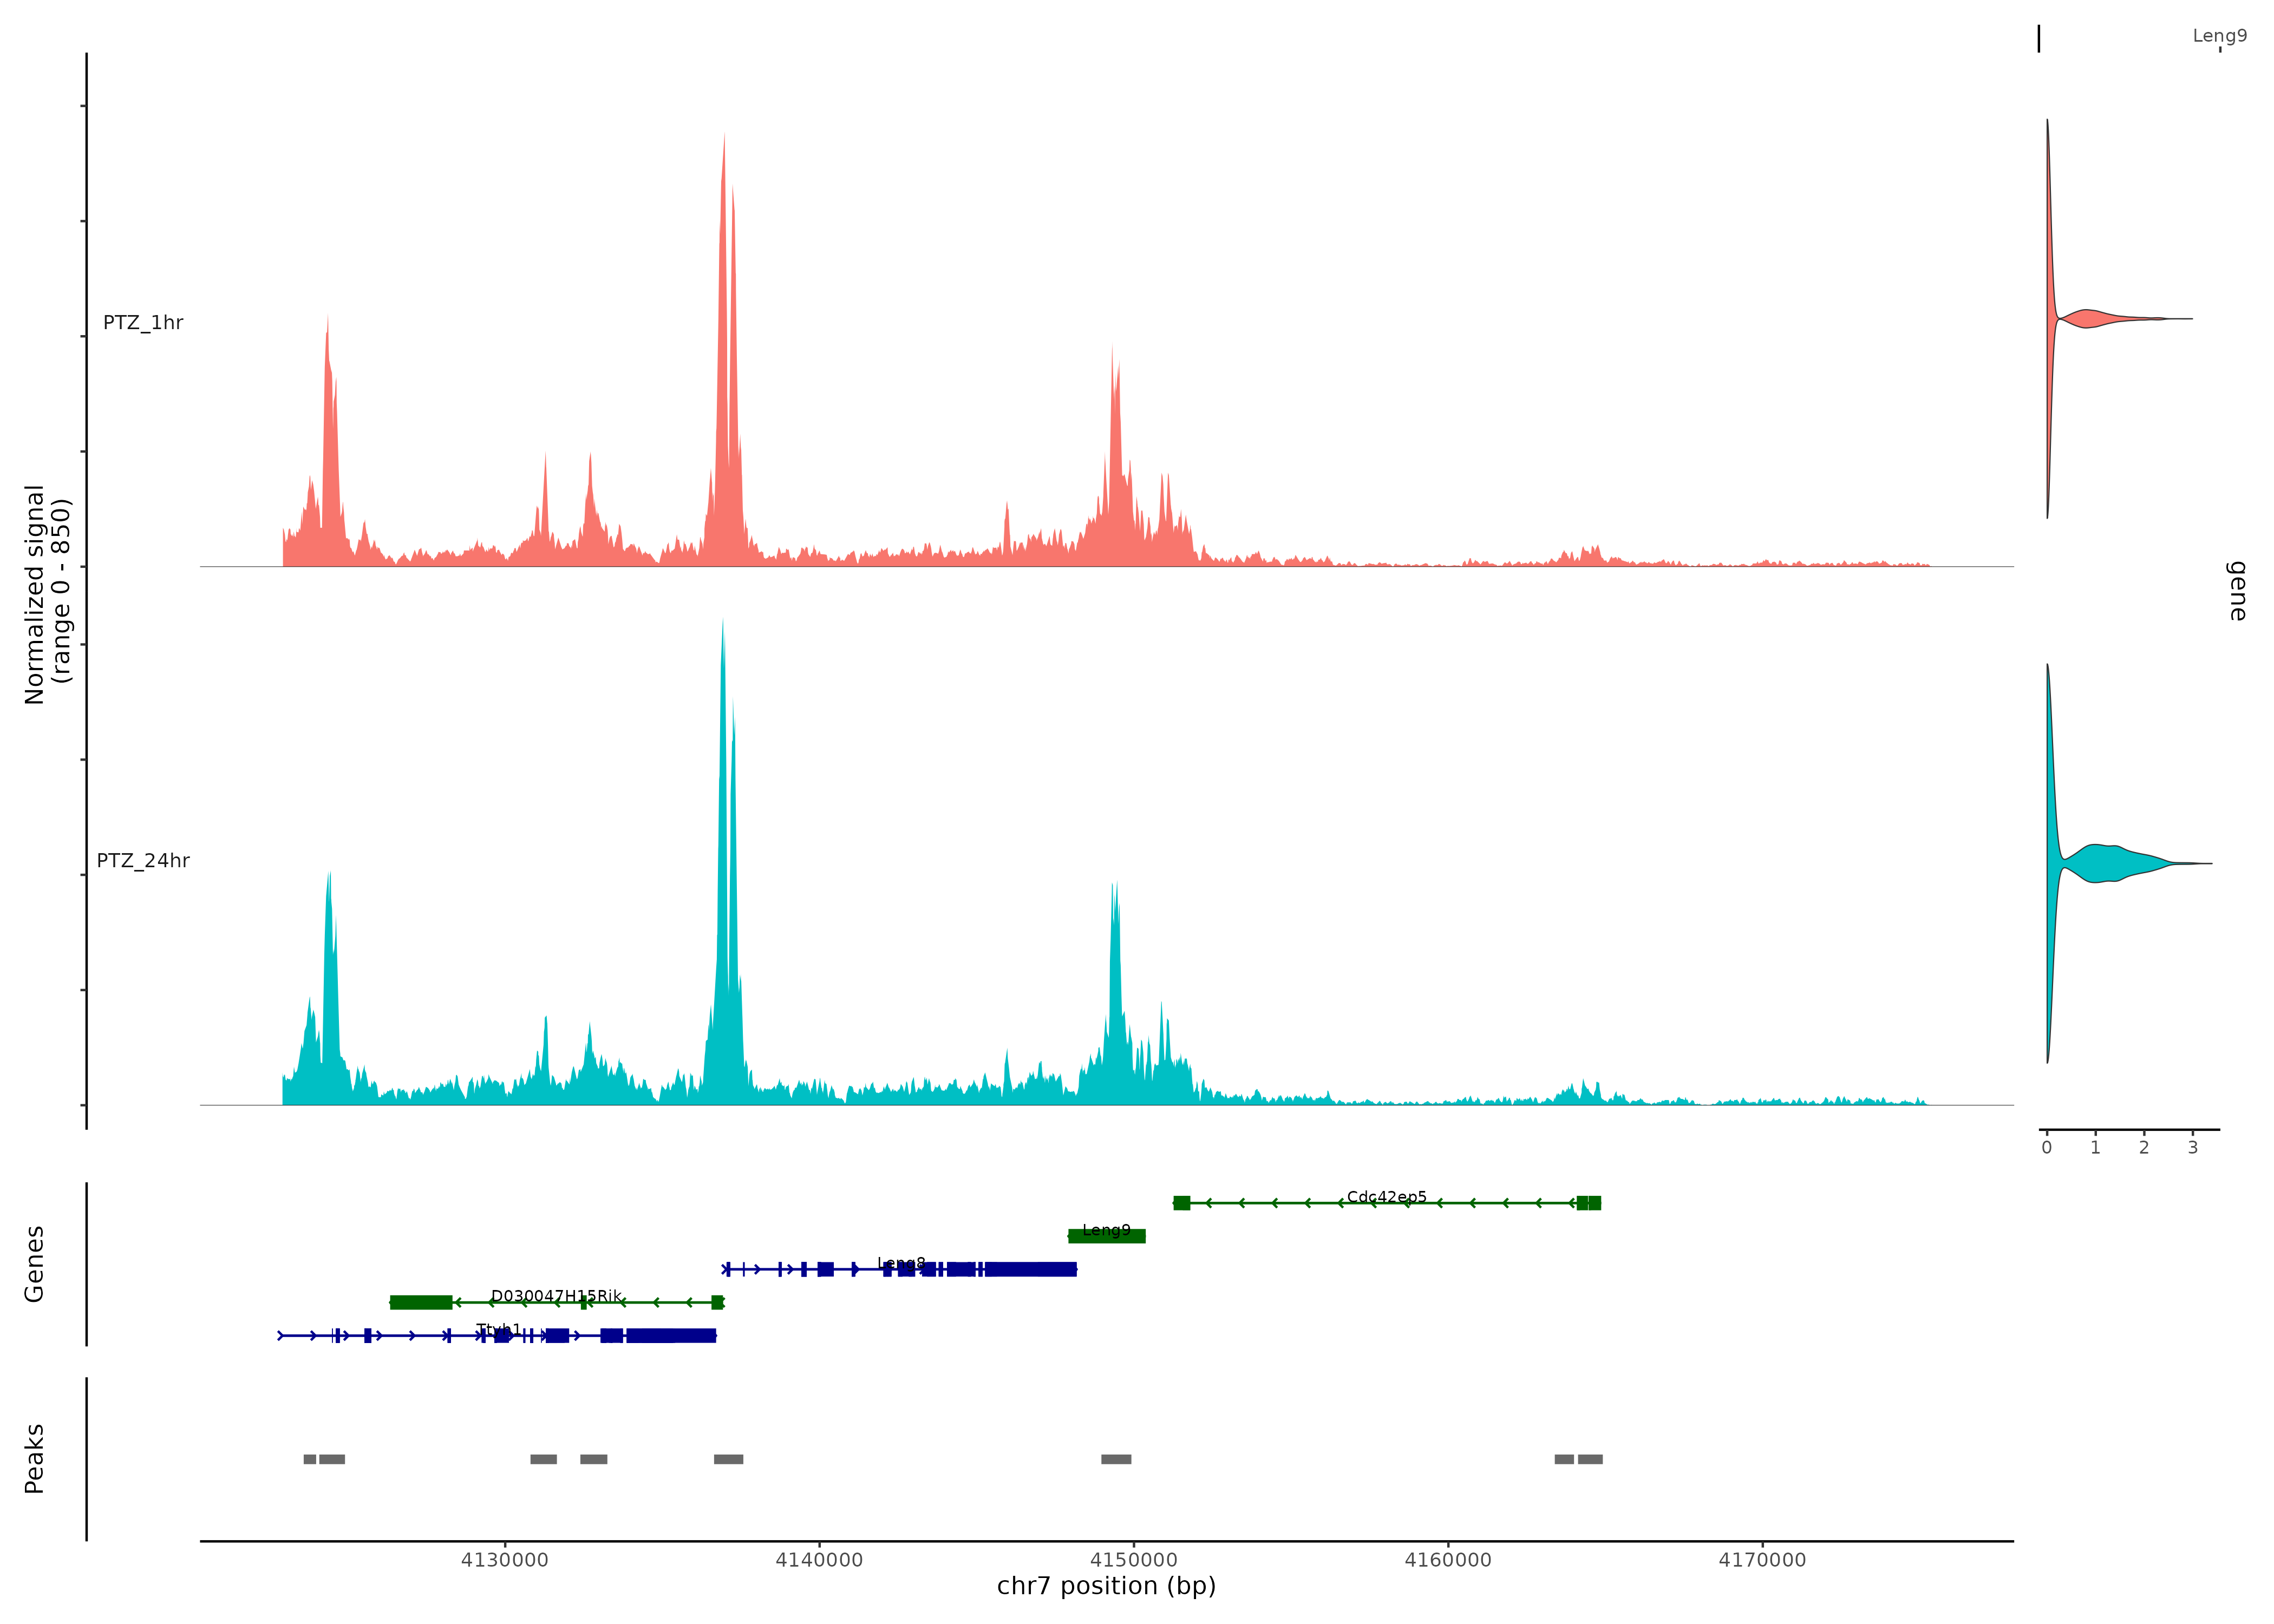 Leng9
PTZ_1hr
Normalized signal
(range 0 - 850)
gene
PTZ_24hr
0 1 2 3
Genes
Cdc42ep5
Leng9
Leng8
D030047H15Rik
Ttyh1
Peaks
4130000 4140000 4150000 4160000 4170000
chr7 position (bp)